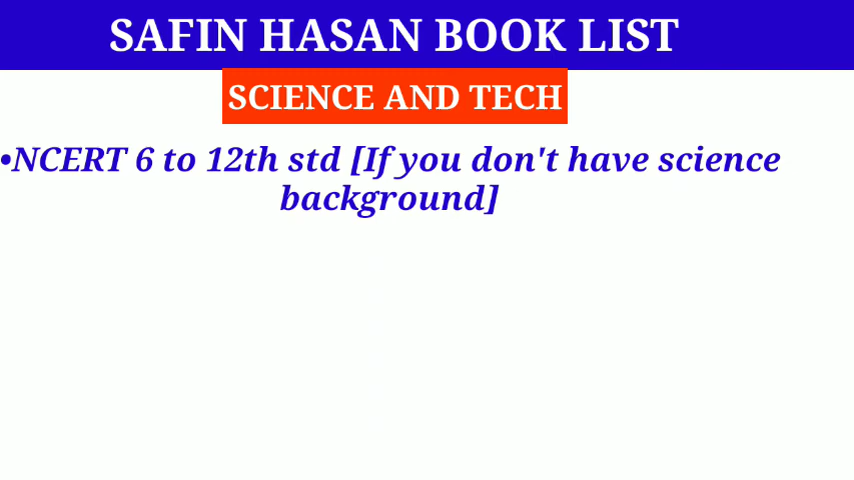 SAFIN HASAN BOOK LIST
SCIENCE AND TECH
•NCERT 6 to 12th std [If you don't have science
background]